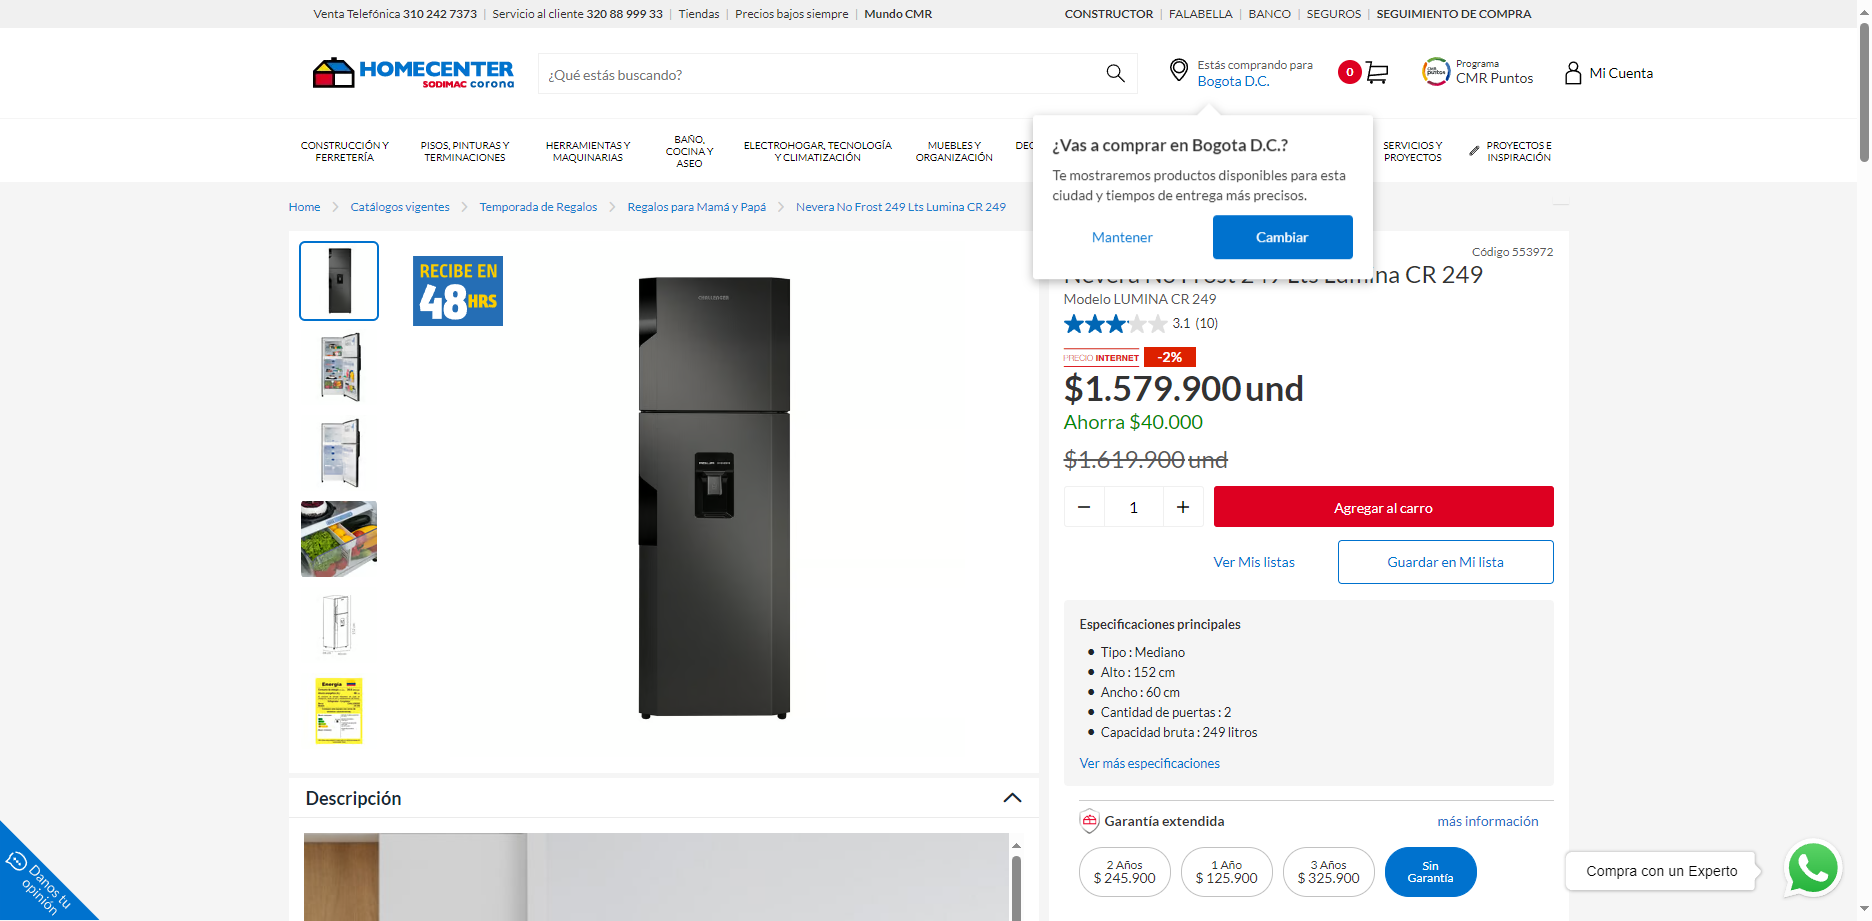 Venta Telefónica 310 242 7373 | Servicio al cliente 320 88 999 33 | Tiendas | Precios bajos siempre | Mundo CMR
CONSTRUCTOR | FALABELLA | BANCO | SEGUROS | SEGUIMIENTO DE COMPRA
HOMECENTER
SODIMAC corona
¿Qué estás buscando?
Estás comprando para
Bogota D.C.
0
Programa
CMR Puntos
Mi Cuenta
CONSTRUCCIÓN Y
FERRETERÍA
PISOS, PINTURAS Y
TERMINACIONES
HERRAMIENTAS Y
MAQUINARIAS
BAÑO,
COCINA Y
ASEO
ELECTROHOGAR, TECNOLOGÍA
Y CLIMATIZACIÓN
MUEBLES Y
ORGANIZACIÓN
SERVICIOS Y
PROYECTOS
PROYECTOS E
INSPIRACIÓN
¿Vas a comprar en Bogota D.C.?
Te mostraremos productos disponibles para esta
ciudad y tiempos de entrega más precisos.
Mantener
Cambiar
Home > Catálogos vigentes > Temporada de Regalos > Regalos para Mamá y Papá > Nevera No Frost 249 Lts Lumina CR 249
RECIBE EN
48HRS
CHALLENGER
Código 553972
Nevera No Frost 249 Lts Lumina CR 249
Modelo LUMINA CR 249
3.1 (10)
PRECIO INTERNET
-2%
$1.579.900 und
Ahorra $40.000
$1.619.900 und
1
Agregar al carro
Ver Mis listas
Guardar en Mi lista
Especificaciones principales
• Tipo : Mediano
• Alto : 152 cm
• Ancho : 60 cm
• Cantidad de puertas : 2
• Capacidad bruta : 249 litros
Ver más especificaciones
Energía
Descripción
Garantía extendida
más información
2 Años
$ 245.900
1 Año
$ 125.900
3 Años
$ 325.900
Sin
Garantía
Danos tu
opinión
Compra con un Experto